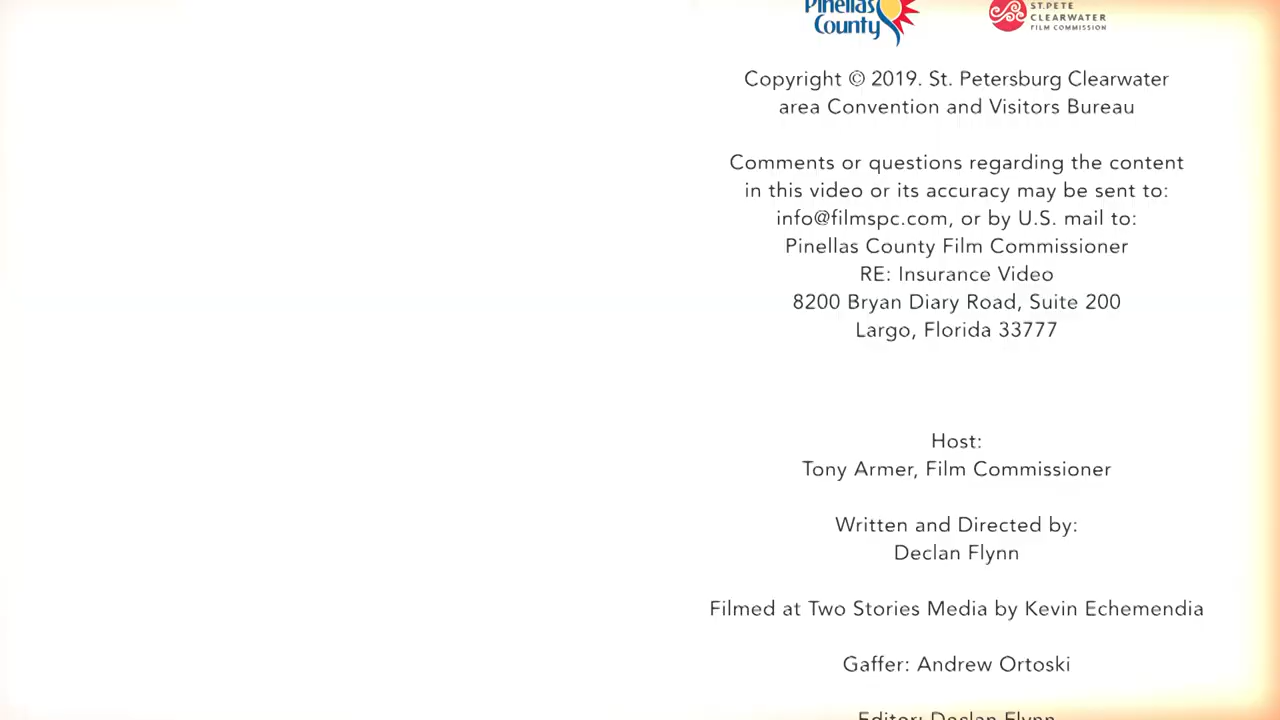 Pinellas
County
ST.PETE
CLEARWATER
FILM COMMISSION
Copyright © 2019. St. Petersburg Clearwater
area Convention and Visitors Bureau
Comments or questions regarding the content
in this video or its accuracy may be sent to:
info@filmspc.com, or by U.S. mail to:
Pinellas County Film Commissioner
RE: Insurance Video
8200 Bryan Diary Road, Suite 200
Largo, Florida 33777
Host:
Tony Armer, Film Commissioner
Written and Directed by:
Declan Flynn
Filmed at Two Stories Media by Kevin Echemendia
Gaffer: Andrew Ortoski
Editor: Declan Flynn